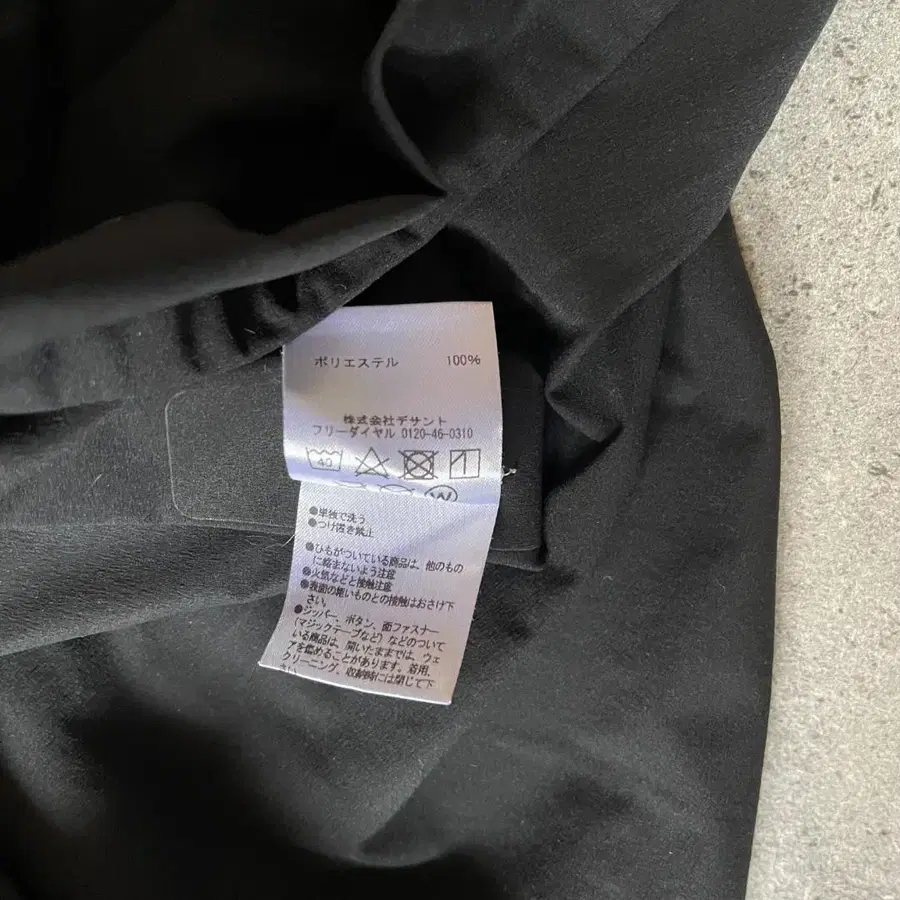 ポリエステル 100%
株式会社デサント
フリーダイヤル 0120-46-0310
40
W
●単独で洗う
●つけ置き禁止
●ひもがついている商品は、他のもの
に絡まないよう注意
●火気などと接触注意
●表面の粗いものとの接触はおさけ下
さい。
●ジッパー、ボタン、面ファスナー
(マジックテープなど)などのついて
いる商品は、開いたままでは、ウェ
アを傷めることがあります。着用、
クリーニング、収納時には閉じて下
さい。